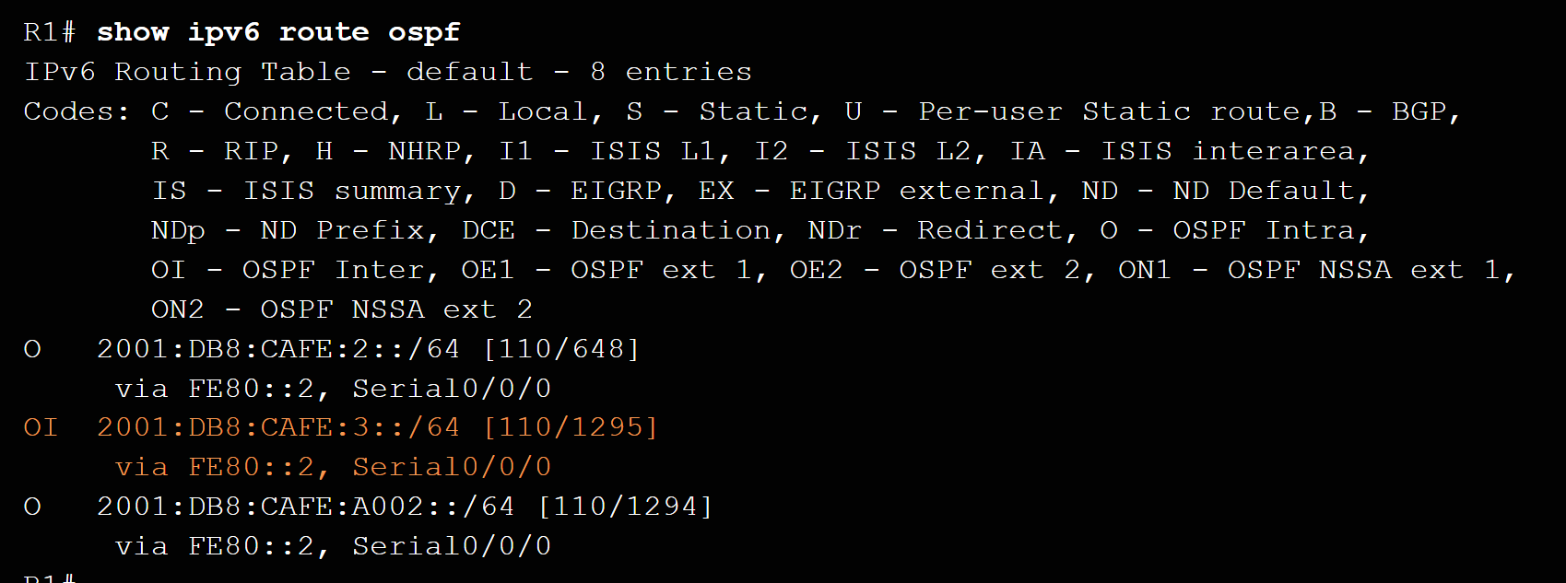 R1# show ipv6 route ospf
IPv6 Routing Table - default - 8 entries
Codes: C - Connected, L - Local, S - Static, U - Per-user Static route,B - BGP,
R - RIP, H - NHRP, I1 - ISIS L1, I2 - ISIS L2, IA - ISIS interarea,
IS - ISIS summary, D - EIGRP, EX - EIGRP external, ND - ND Default,
NDp - ND Prefix, DCE - Destination, NDr - Redirect, O - OSPF Intra,
OI - OSPF Inter, OE1 - OSPF ext 1, OE2 - OSPF ext 2, ON1 - OSPF NSSA ext 1,
ON2 - OSPF NSSA ext 2
O 2001:DB8:CAFE:2::/64 [110/648]
via FE80::2, Serial0/0/0
OI 2001:DB8:CAFE:3::/64 [110/1295]
via FE80::2, Serial0/0/0
O 2001:DB8:CAFE:A002::/64 [110/1294]
via FE80::2, Serial0/0/0
R1#